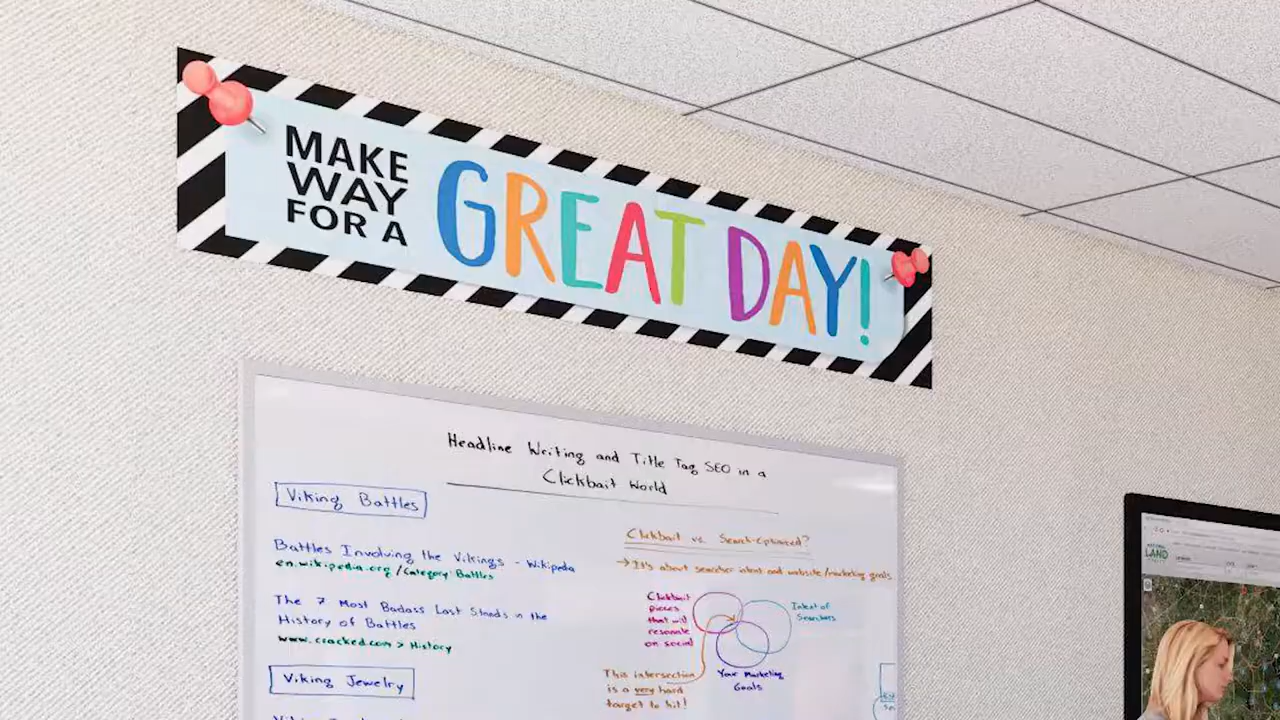 MAKE
WAY
FOR A
GREAT DAY!
Headline Writing and Title Tag SEO in a
Clickbait World
Viking Battles
Battles Involving the Vikings - Wikipedia
en.wikipedia.org/Category:Battles
The 7 Most Badass Last Stands in the
History of Battles
www.cracked.com > History
Viking Jewelry
Clickbait vs. Search-Optimized?
→It's about searcher intent and website/marketing goals
Clickbait
pieces
that will
resonate
on social
Intent of
Searchers
Your Marketing
Goals
This intersection
is a very hard
target to hit!
LAND